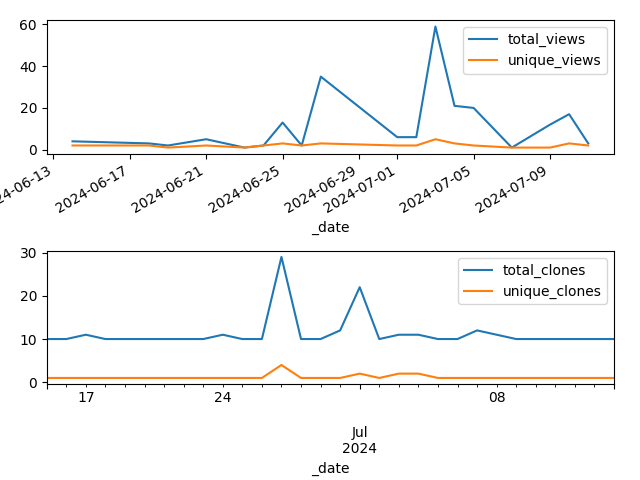 60
40
20
0
total_views
unique_views
24-06-13
2024-06-17
2024-06-21
2024-06-25
2024-06-29
2024-07-01
2024-07-05
2024-07-09
_date
30
20
10
0
total_clones
unique_clones
17
24
Jul
2024
08
_date